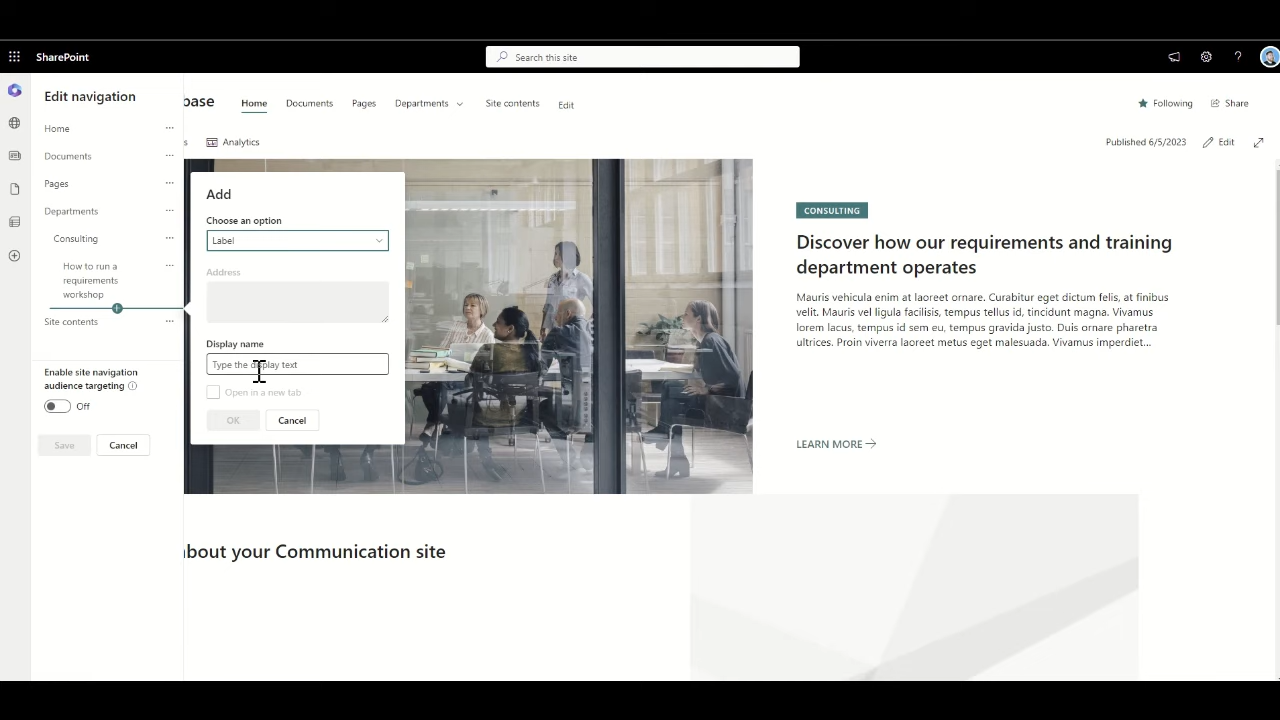 SharePoint
Search this site
Edit navigation
Home
Documents
Pages
Departments
Consulting
How to run a
requirements
workshop
Site contents
Enable site navigation
audience targeting
Off
Save
Cancel
base
Home
Documents
Pages
Departments
Site contents
Edit
Following
Share
s
Analytics
Published 6/5/2023
Edit
Add
Choose an option
Label
Address
Display name
Type the display text
Open in a new tab
OK
Cancel
CONSULTING
Discover how our requirements and training
department operates
Mauris vehicula enim at laoreet ornare. Curabitur eget dictum felis, at finibus
velit. Mauris vel ligula facilisis, tempus tellus id, tincidunt magna. Vivamus
lorem lacus, tempus id sem eu, tempus gravida justo. Duis ornare pharetra
ultrices. Proin viverra laoreet metus eget malesuada. Vivamus imperdiet...
LEARN MORE
about your Communication site